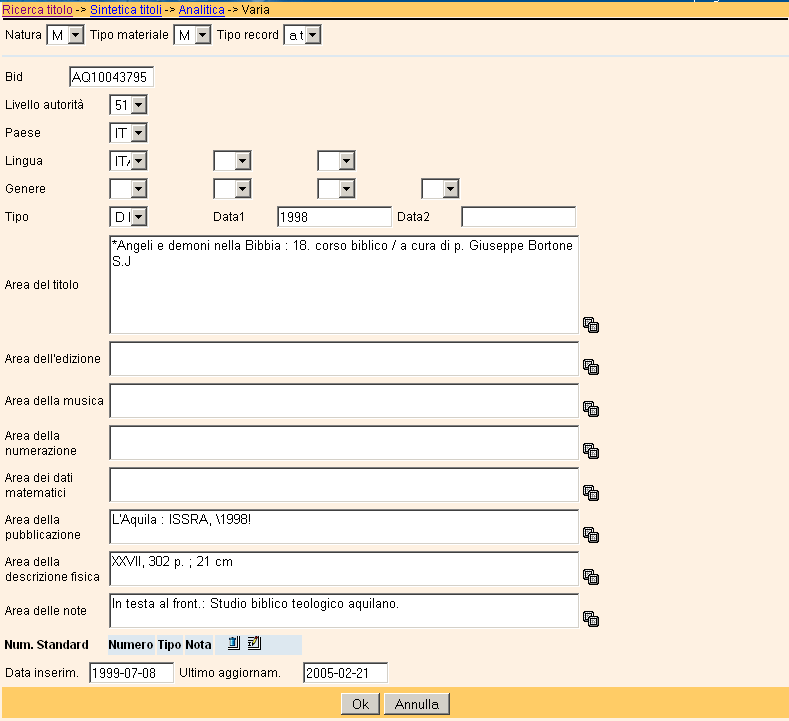 Ricerca titolo -> Sintetica titoli -> Analitica -> Varia
Natura M Tipo materiale M Tipo record a t
Bid AQ10043795
Livello autorità 51
Paese IT
Lingua ITA
Genere
Tipo D Data1 1998 Data2
*Angeli e demoni nella Bibbia : 18. corso biblico / a cura di p. Giuseppe Bortone
S.J
Area del titolo
Area dell'edizione
Area della musica
Area della
numerazione
Area dei dati
matematici
Area della
pubblicazione
L'Aquila : ISSRA, \1998!
Area della
descrizione fisica
XXVII, 302 p. ; 21 cm
Area delle note
In testa al front.: Studio biblico teologico aquilano.
Num. Standard Numero Tipo Nota
Data inserim. 1999-07-08 Ultimo aggiornam. 2005-02-21
Ok Annulla